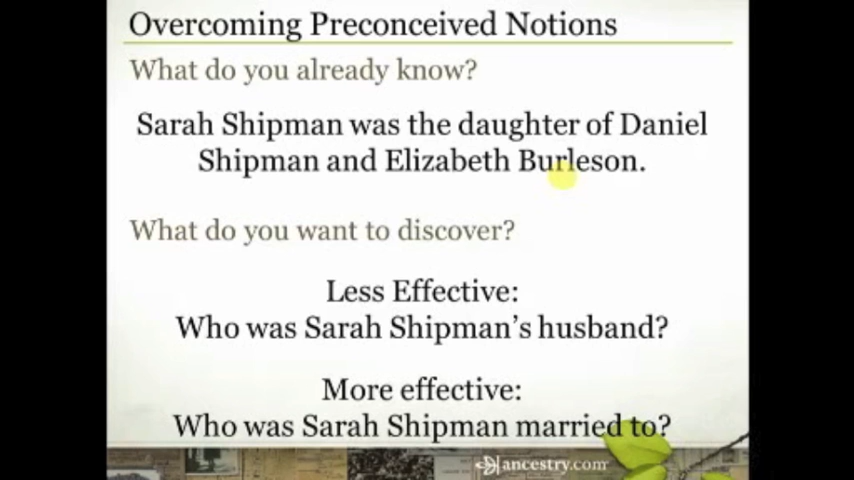 Overcoming Preconceived Notions
What do you already know?
Sarah Shipman was the daughter of Daniel
Shipman and Elizabeth Burleson.
What do you want to discover?
Less Effective:
Who was Sarah Shipman's husband?
More effective:
Who was Sarah Shipman married to?
ancestry.com